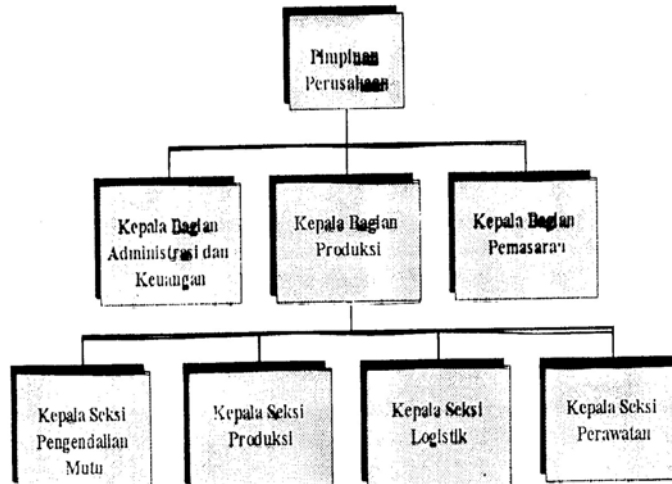 Pimpinan
Perusahaan
Kepala Bagian
Administrasi dan
Keuangan
Kepala Bagian
Produksi
Kepala Bagian
Pemasaran
Kepala Seksi
Pengendalian
Mutu
Kepala Seksi
Produksi
Kepala Seksi
Logistik
Kepala Seksi
Perawatan